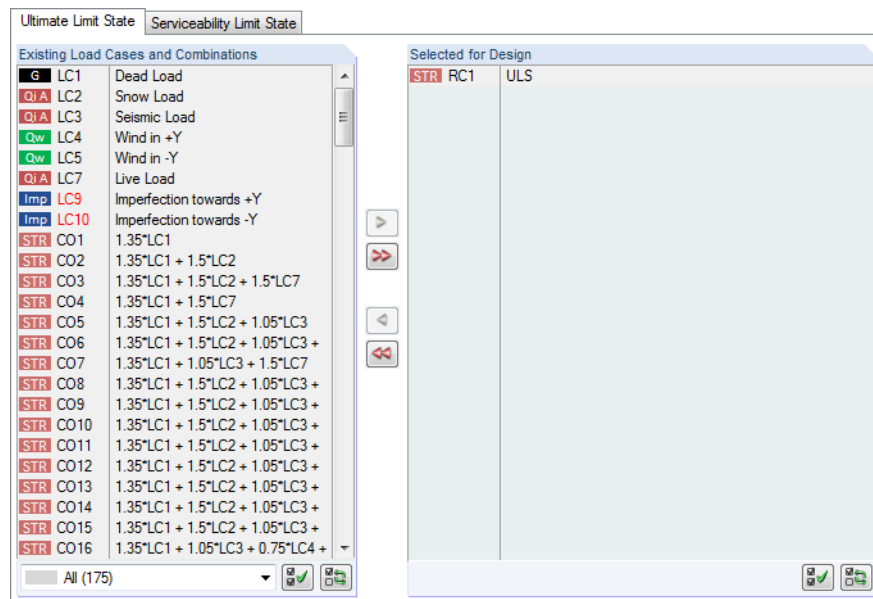 Ultimate Limit State Serviceability Limit State
Existing Load Cases and Combinations
G LC1 Dead Load
Qi A LC2 Snow Load
Qi A LC3 Seismic Load
Qw LC4 Wind in +Y
Qw LC5 Wind in -Y
Qi A LC7 Live Load
Imp LC9 Imperfection towards +Y
Imp LC10 Imperfection towards -Y
STR CO1 1.35*LC1
STR CO2 1.35*LC1 + 1.5*LC2
STR CO3 1.35*LC1 + 1.5*LC2 + 1.5*LC7
STR CO4 1.35*LC1 + 1.5*LC7
STR CO5 1.35*LC1 + 1.5*LC2 + 1.05*LC3
STR CO6 1.35*LC1 + 1.5*LC2 + 1.05*LC3 +
STR CO7 1.35*LC1 + 1.05*LC3 + 1.5*LC7
STR CO8 1.35*LC1 + 1.5*LC2 + 1.05*LC3 +
STR CO9 1.35*LC1 + 1.5*LC2 + 1.05*LC3 +
STR CO10 1.35*LC1 + 1.5*LC2 + 1.05*LC3 +
STR CO11 1.35*LC1 + 1.5*LC2 + 1.05*LC3 +
STR CO12 1.35*LC1 + 1.5*LC2 + 1.05*LC3 +
STR CO13 1.35*LC1 + 1.5*LC2 + 1.05*LC3 +
STR CO14 1.35*LC1 + 1.5*LC2 + 1.05*LC3 +
STR CO15 1.35*LC1 + 1.5*LC2 + 1.05*LC3 +
STR CO16 1.35*LC1 + 1.05*LC3 + 0.75*LC4 +
All (175)
Selected for Design
STR RC1 ULS